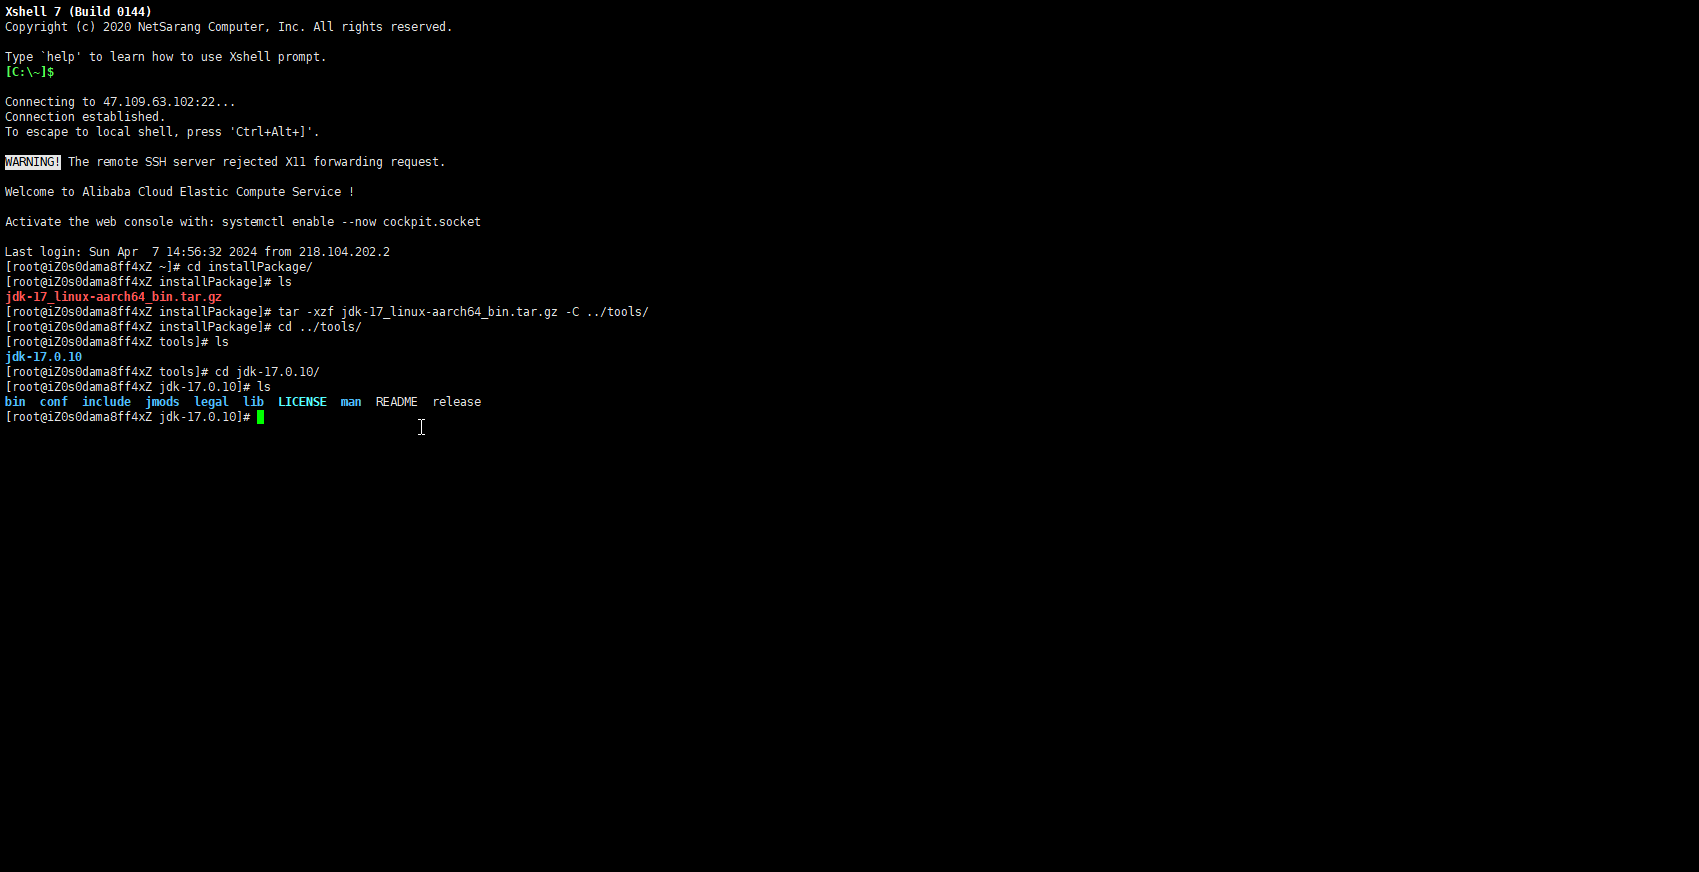 Xshell 7 (Build 0144)
Copyright (c) 2020 NetSarang Computer, Inc. All rights reserved.
Type `help' to learn how to use Xshell prompt.
[C:\~]$
Connecting to 47.109.63.102:22...
Connection established.
To escape to local shell, press 'Ctrl+Alt+]'.
WARNING! The remote SSH server rejected X11 forwarding request.
Welcome to Alibaba Cloud Elastic Compute Service !
Activate the web console with: systemctl enable --now cockpit.socket
Last login: Sun Apr  7 14:56:32 2024 from 218.104.202.2
[root@iZ0s0dama8ff4xZ ~]# cd installPackage/
[root@iZ0s0dama8ff4xZ installPackage]# ls
jdk-17_linux-aarch64_bin.tar.gz
[root@iZ0s0dama8ff4xZ installPackage]# tar -xzf jdk-17_linux-aarch64_bin.tar.gz -C ../tools/
[root@iZ0s0dama8ff4xZ installPackage]# cd ../tools/
[root@iZ0s0dama8ff4xZ tools]# ls
jdk-17.0.10
[root@iZ0s0dama8ff4xZ tools]# cd jdk-17.0.10/
[root@iZ0s0dama8ff4xZ jdk-17.0.10]# ls
bin  conf  include  jmods  legal  lib  LICENSE  man  README  release
[root@iZ0s0dama8ff4xZ jdk-17.0.10]#